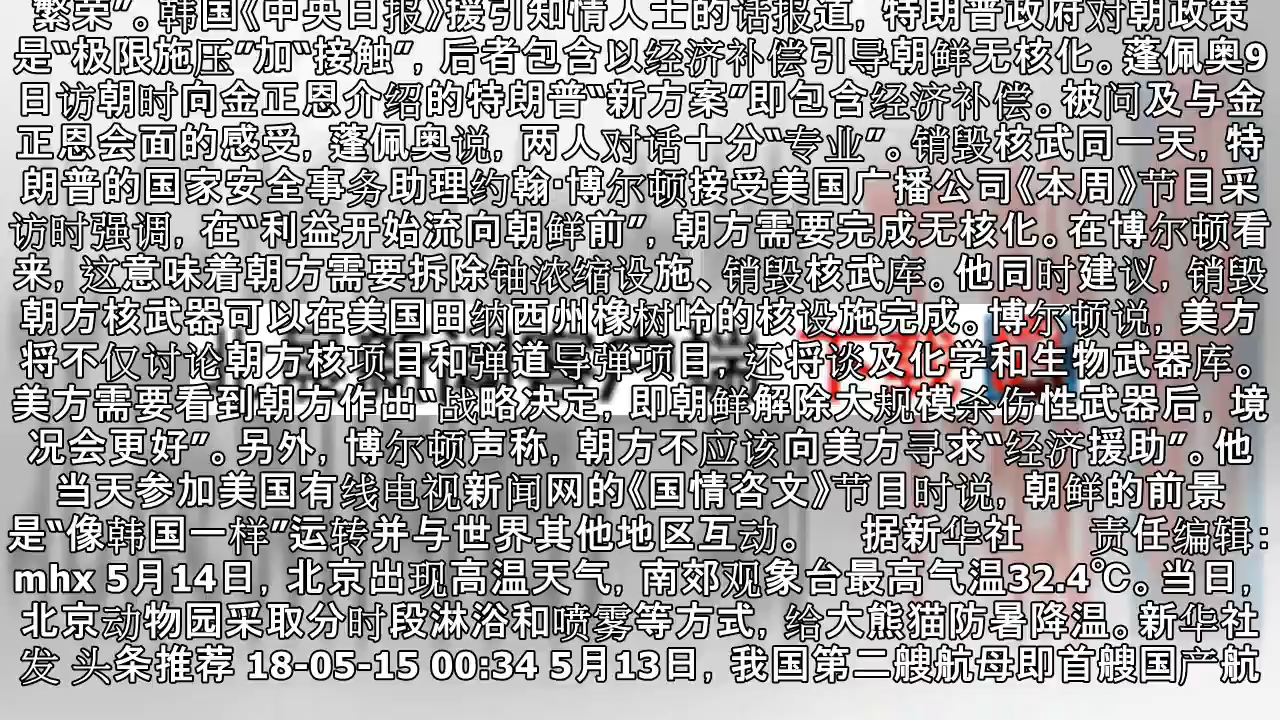 繁荣”。韩国《中央日报》援引知情人士的话报道，特朗普政府对朝政策
是“极限施压”加“接触”，后者包含以经济补偿引导朝鲜无核化。蓬佩奥9
日访朝时向金正恩介绍的特朗普“新方案”即包含经济补偿。被问及与金
正恩会面的感受，蓬佩奥说，两人对话十分“专业”。销毁核武同一天，特
朗普的国家安全事务助理约翰·博尔顿接受美国广播公司《本周》节目采
访时强调，在“利益开始流向朝鲜前”，朝方需要完成无核化。在博尔顿看
来，这意味着朝方需要拆除铀浓缩设施、销毁核武库。他同时建议，销毁
朝方核武器可以在美国田纳西州橡树岭的核设施完成。博尔顿说，美方
将不仅讨论朝方核项目和弹道导弹项目，还将谈及化学和生物武器库。
美方需要看到朝方作出“战略决定，即朝鲜解除大规模杀伤性武器后，境
况会更好”。另外，博尔顿声称，朝方不应该向美方寻求“经济援助”。他
当天参加美国有线电视新闻网的《国情咨文》节目时说，朝鲜的前景
是“像韩国一样”运转并与世界其他地区互动。 据新华社 责任编辑：
mhx 5月14日，北京出现高温天气，南郊观象台最高气温32.4℃。当日，
北京动物园采取分时段淋浴和喷雾等方式，给大熊猫防暑降温。新华社
发 头条推荐 18-05-15 00:34 5月13日，我国第二艘航母即首艘国产航